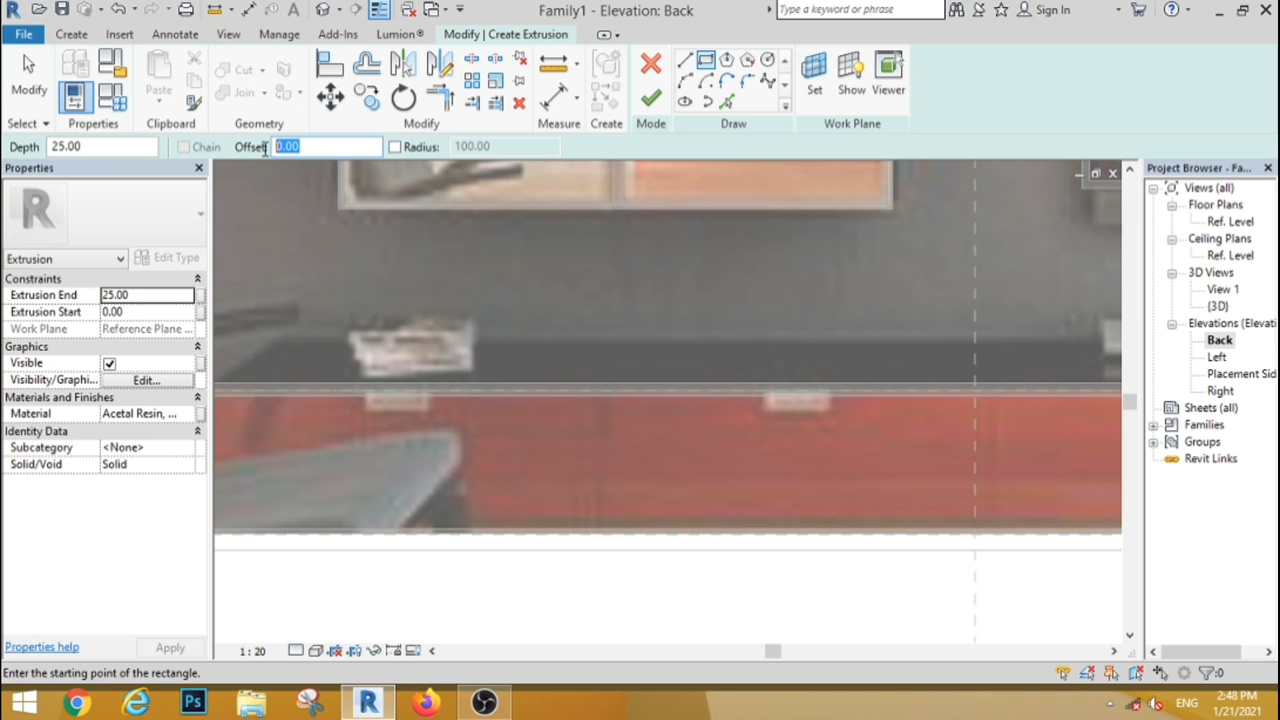 Family1 - Elevation: Back
Type a keyword or phrase
Sign In
File
Create
Insert
Annotate
View
Manage
Add-Ins
Lumion®
Modify | Create Extrusion
Modify
Paste
Cut
Join
Set
Show
Viewer
Select
Properties
Clipboard
Geometry
Modify
Measure
Create
Mode
Draw
Work Plane
Depth
25.00
Chain
Offset:
0.00
Radius:
100.00
Properties
Project Browser - Fa...
Extrusion
Edit Type
Constraints
Extrusion End
25.00
Extrusion Start
0.00
Work Plane
Reference Plane ...
Graphics
Visible
Visibility/Graphi...
Edit...
Materials and Finishes
Material
Acetal Resin, ...
Identity Data
Subcategory
<None>
Solid/Void
Solid
Properties help
Apply
Views (all)
Floor Plans
Ref. Level
Ceiling Plans
Ref. Level
3D Views
View 1
{3D}
Elevations (Elevati
Back
Left
Placement Sid
Right
Sheets (all)
Families
Groups
Revit Links
1 : 20
Enter the starting point of the rectangle.
:0
Ps
ENG
2:48 PM
1/21/2021